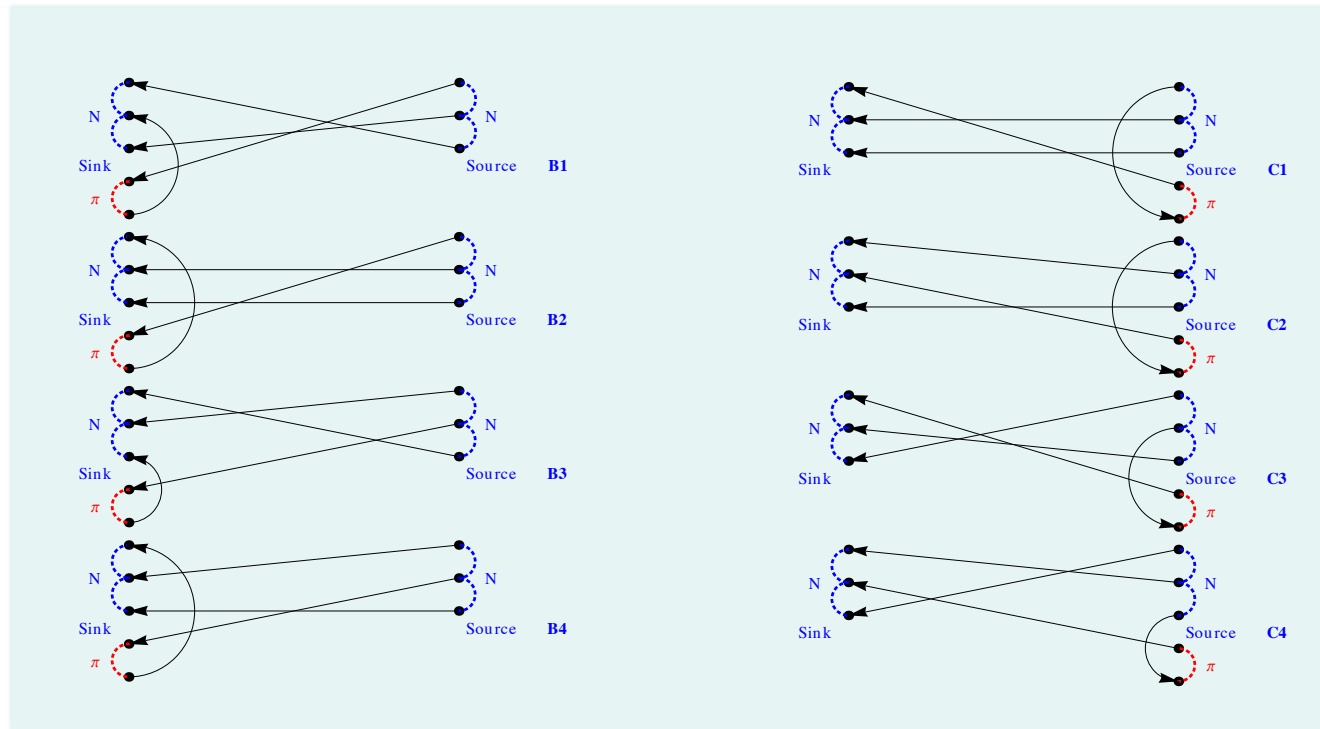 N
N
Sink
Source B1
π
N
N
Sink
Source B2
π
N
N
Sink
Source B3
π
N
N
Sink
Source B4
π
N
N
Sink
Source C1
π
N
N
Sink
Source C2
π
N
N
Sink
Source C3
π
N
N
Sink
Source C4
π